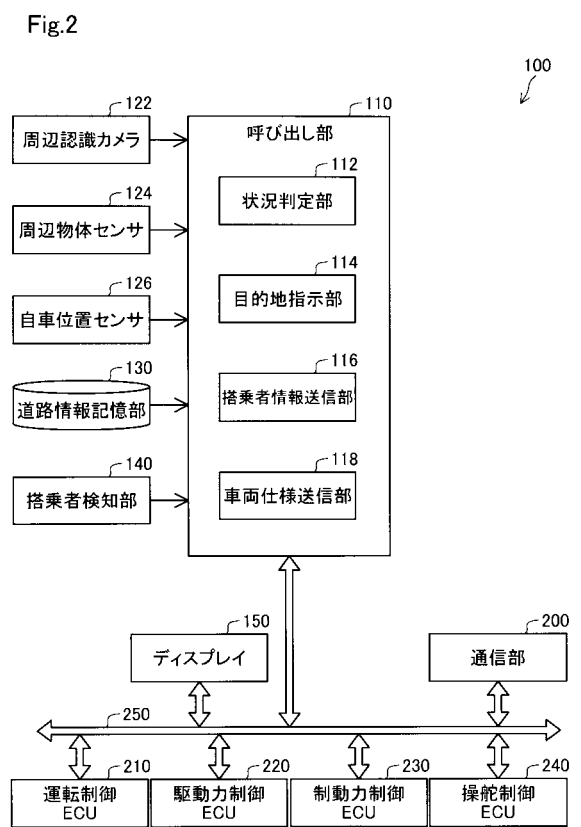 Fig.2
100
122
周辺認識カメラ
110
呼び出し部
112
状況判定部
124
周辺物体センサ
114
目的地指示部
126
自車位置センサ
116
搭乗者情報送信部
130
道路情報記憶部
118
車両仕様送信部
140
搭乗者検知部
150
ディスプレイ
200
通信部
250
210
運転制御
ECU
220
駆動力制御
ECU
230
制動力制御
ECU
240
操舵制御
ECU